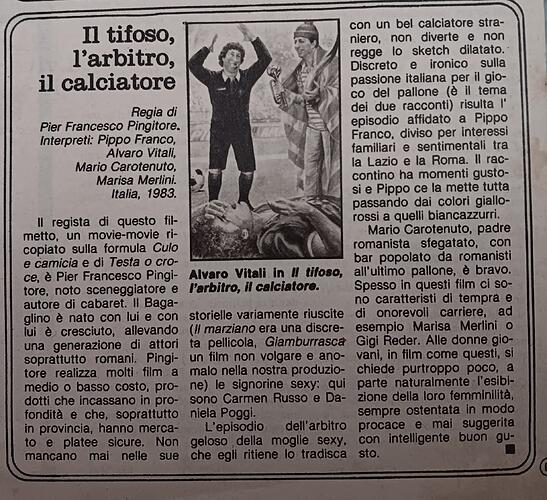 Il tifoso,
l'arbitro,
il calciatore
Regia di
Pier Francesco Pingitore.
Interpreti: Pippo Franco,
Alvaro Vitali,
Mario Carotenuto,
Marisa Merlini.
Italia, 1983.
Il regista di questo fil-
metto, un movie-movie ri-
copiato sulla formula Culo
e camicia e di Testa o cro-
ce, è Pier Francesco Pingi-
tore, noto sceneggiatore e
autore di cabaret. Il Baga-
glino è nato con lui e con
lui è cresciuto, allevando
una generazione di attori
soprattutto romani. Pingi-
tore realizza molti film a
medio o basso costo, pro-
dotti che incassano in pro-
fondità e che, soprattutto
in provincia, hanno merca-
to e platee sicure. Non
mancano mai nelle sue
Alvaro Vitali in Il tifoso,
l'arbitro, il calciatore.
storielle variamente riuscite
(Il marziano era una discre-
ta pellicola, Giamburrasca
un film non volgare e ano-
malo nella nostra produzio-
ne) le signorine sexy: qui
sono Carmen Russo e Da-
niela Poggi.
L'episodio dell'arbitro
geloso della moglie sexy,
che egli ritiene lo tradisca
con un bel calciatore stra-
niero, non diverte e non
regge lo sketch dilatato.
Discreto e ironico sulla
passione italiana per il gio-
co del pallone (è il tema
dei due racconti) risulta l'
episodio affidato a Pippo
Franco, diviso per interessi
familiari e sentimentali tra
la Lazio e la Roma. Il rac-
contino ha momenti gusto-
si e Pippo ce la mette tutta
passando dai colori giallo-
rossi a quelli biancazzurri.
Mario Carotenuto, padre
romanista sfegatato, con
bar popolato da romanisti
all'ultimo pallone, è bravo.
Spesso in questi film ci so-
no caratteristi di tempra e
di onorevoli carriere, ad
esempio Marisa Merlini o
Gigi Reder. Alle donne gio-
vani, in film come questi, si
chiede purtroppo poco, a
parte naturalmente l'esibi-
zione della loro femminilità,
sempre ostentata in modo
procace e mai suggerita
con intelligente buon gu-
sto.